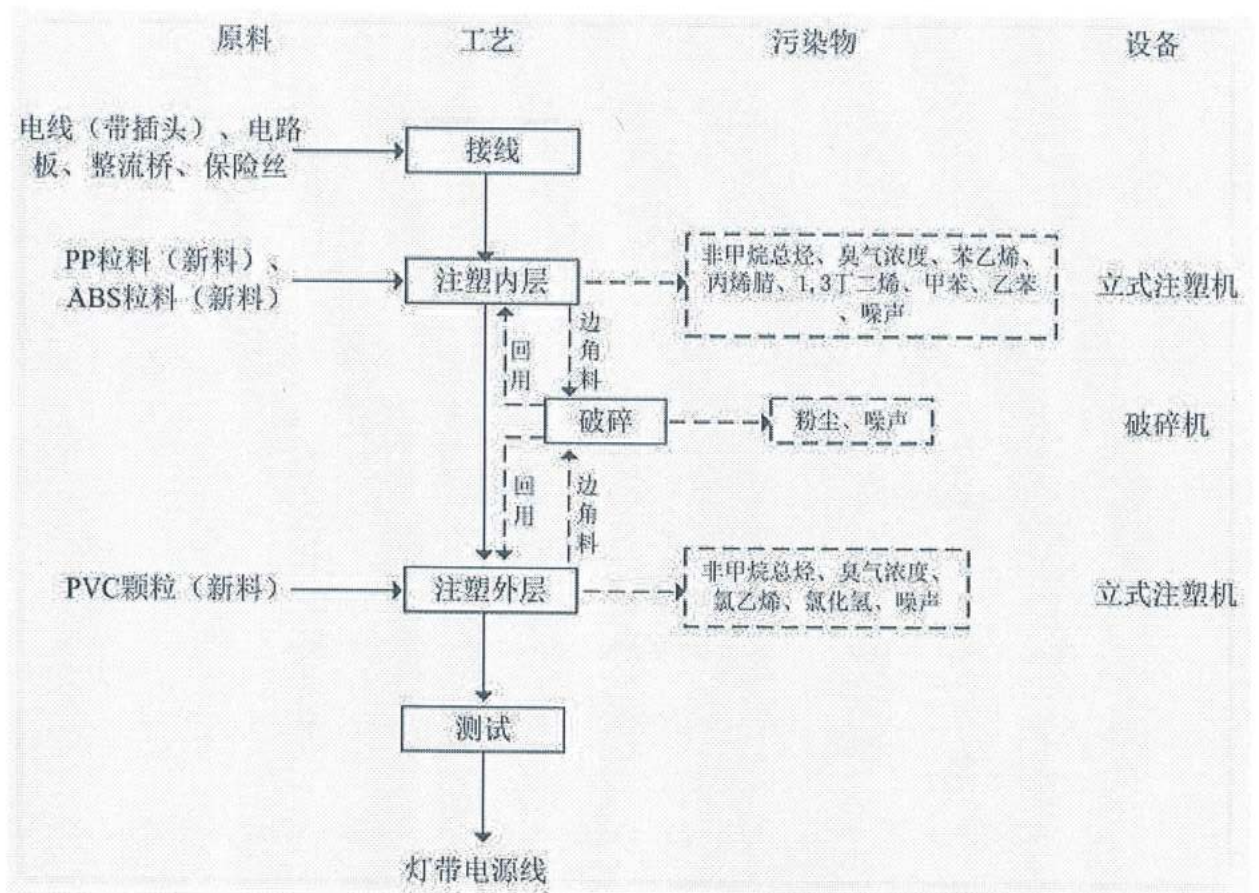 原料 工艺 污染物 设备
电线（带插头）、电路
板、整流桥、保险丝
接线
PP粒料（新料）、
ABS粒料（新料）
注塑内层
非甲烷总烃、臭气浓度、苯乙烯、
丙烯腈、1,3丁二烯、甲苯、乙苯
、噪声
立式注塑机
回用
边角料
破碎
粉尘、噪声
破碎机
回用
边角料
PVC颗粒（新料）
注塑外层
非甲烷总烃、臭气浓度、
氯乙烯、氯化氢、噪声
立式注塑机
测试
灯带电源线